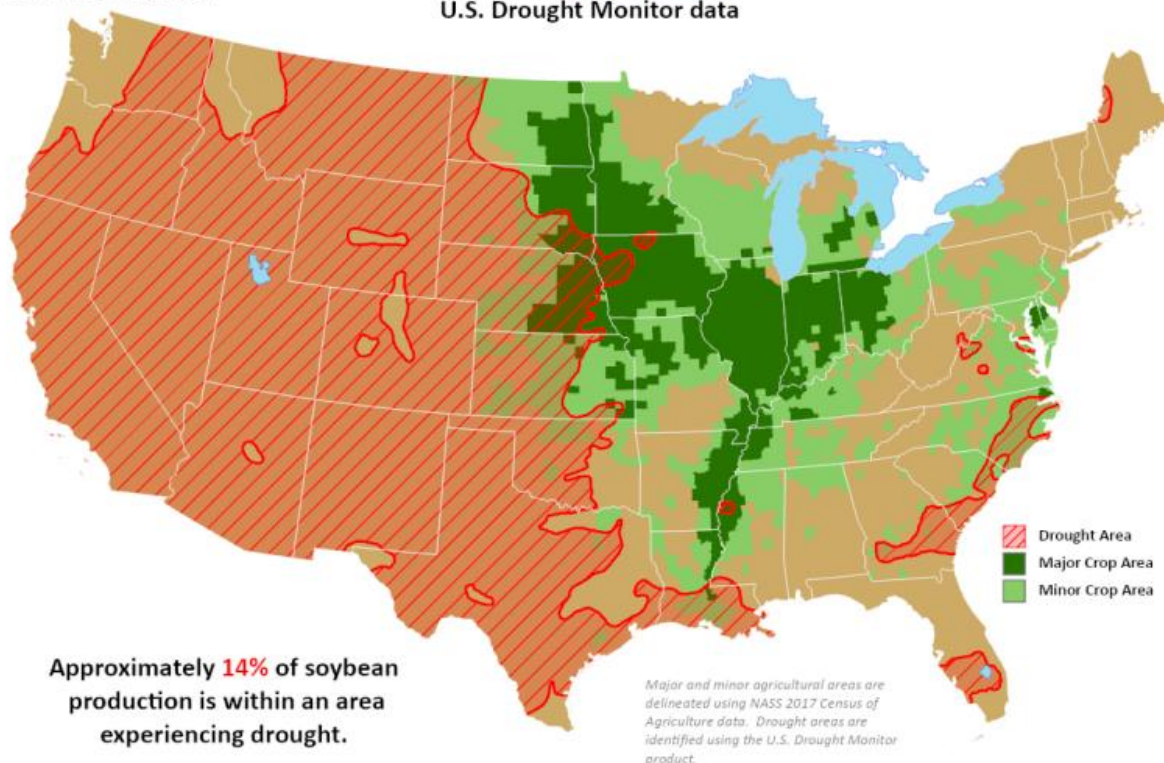 U.S. Drought Monitor data
Drought Area
Major Crop Area
Minor Crop Area
Approximately 14% of soybean
production is within an area
experiencing drought.
Major and minor agricultural areas are
delineated using NASS 2017 Census of
Agriculture data. Drought areas are
identified using the U.S. Drought Monitor
product.